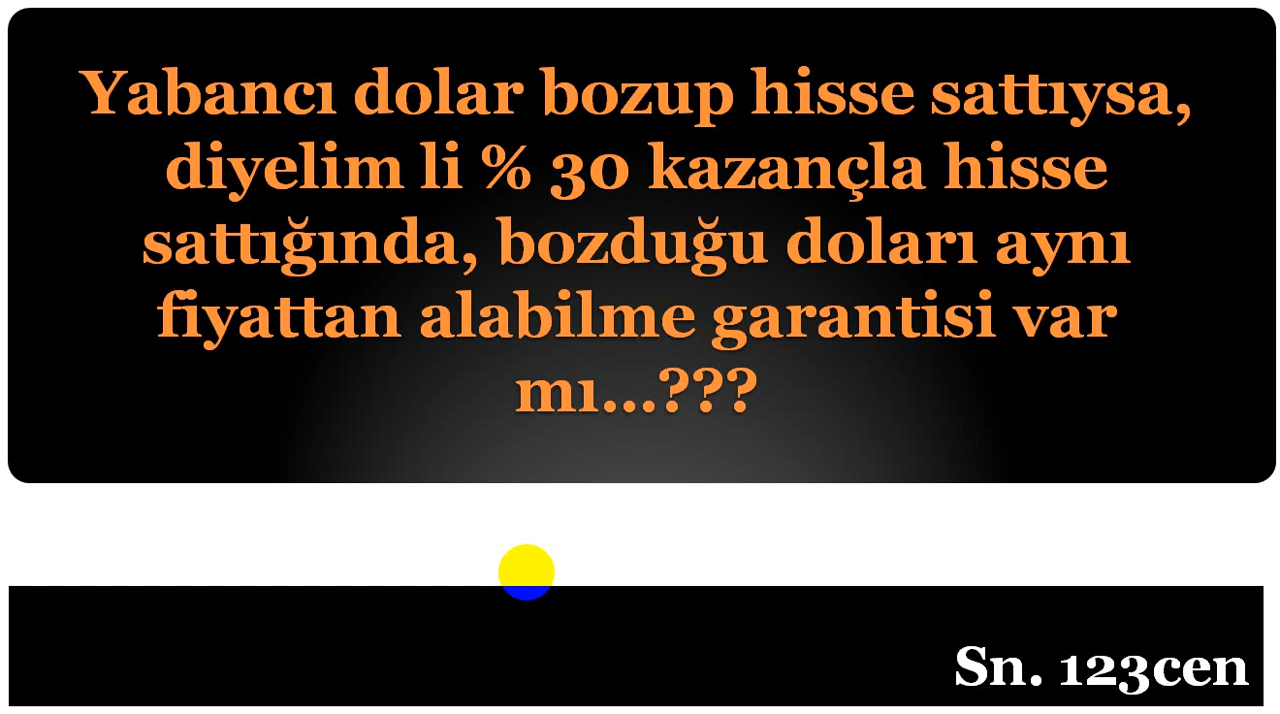 Yabancı dolar bozup hisse sattıysa,
diyelim li % 30 kazançla hisse
sattığında, bozduğu doları aynı
fiyattan alabilme garantisi var
mı...???
Sn. 123cen